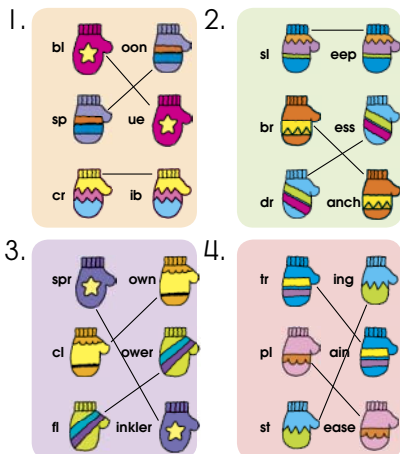 1.
bl oon
sp ue
cr ib
2.
sl eep
br ess
dr anch
3.
spr own
cl ower
fl inkler
4.
tr ing
pl ain
st ease